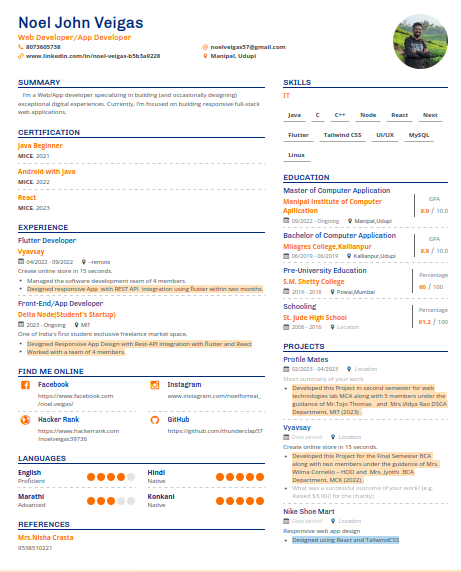 Noel John Veigas
Web Developer/App Developer
8073605738
noelveigas57@gmail.com
www.linkedin.com/in/noel-veigas-b5b3a9228
Manipal, Udupi
SUMMARY
I'm a Web/App developer specializing in building (and occasionally designing)
exceptional digital experiences. Currently, I'm focused on building responsive full-stack
web applications.
CERTIFICATION
Java Beginner
MICE, 2021
Android with Java
MICE, 2022
React
MICE, 2023
EXPERIENCE
Flutter Developer
Vyavsay
04/2022 - 09/2022 -remote
Create online store in 15 seconds.
Managed the software development team of 4 members.
Designed responsive App with REST API integration using flutter within two months.
Front-End/App Developer
Delta Node(Student's Startup)
2023 - Ongoing MIT
One of India's first student exclusive freelance market space,
Designed Responsive App Design with Rest-API integration with flutter and React
Worked with a team of 4 members.
FIND ME ONLINE
Facebook
https://www.facebook.com
/noel.veigas/
Instagram
www.instagram.com/noelforreal_
Hacker Rank
https://www.hackerrank.com
/noelveigas39736
GitHub
https://github.com/thunderclap57
LANGUAGES
English
Proficient
Hindi
Native
Marathi
Advanced
Konkani
Native
REFERENCES
Mrs.Nisha Crasta
9538510221
SKILLS
IT
Java C C++ Node React Next
Flutter Tailwind CSS UI/UX MySQL
Linux
EDUCATION
Master of Computer Application
Manipal Institute of Computer
Apllication
09/2022 - Ongoing Manipal,Udupi
GPA
8.0 / 10.0
Bachelor of Computer Application
Milagres College,Kallianpur
06/2019 - 06/2022 Kallianpur,Udupi
GPA
8.0 / 10.0
Pre-University Education
S.M. Shetty College
2016 - 2018 Powai,Mumbai
Percentage
60 / 100
Schooling
St. Jude High School
2006 - 2016 Location
Percentage
81.2 / 100
PROJECTS
Profile Mates
02/2023 - 04/2023 Location
Short summary of your work
Developed this Project in second semester for web
technologies lab MCA along with 5 members under the
guidance of Mr.Tojo Thomas and Mrs.Vidya Rao DSCA
Department, MIT (2023) .
Vyavsay
Date period Location
Create online store in 15 seconds.
Developed this Project for the Final Semester BCA
along with two members under the guidance of Mrs.
Wilma Cornelio - HOD and Mrs. Jyothi BCA
Department, MCK (2022) .
What was a successful outcome of your work? (e.g.
Raised $3,000 for the charity)
Nike Shoe Mart
Date period Location
Responsive web app design
Designed using React and TailwindCSS